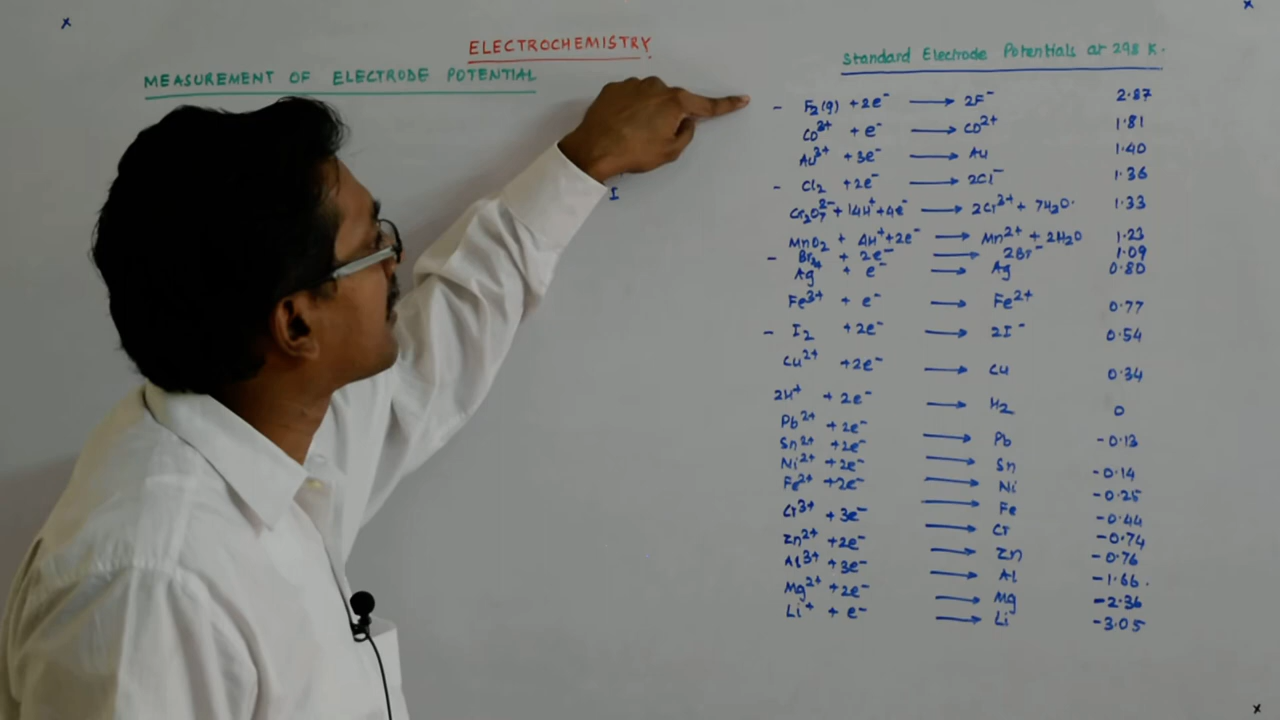 ELECTROCHEMISTRY
MEASUREMENT OF ELECTRODE POTENTIAL
Standard Electrode Potentials at 298 K.
- F₂(g) + 2e⁻ ⟶ 2F⁻ 2.87
Co³⁺ + e⁻ ⟶ Co²⁺ 1.81
Au³⁺ + 3e⁻ ⟶ Au 1.40
- Cl₂ + 2e⁻ ⟶ 2Cl⁻ 1.36
Cr₂O₇²⁻ + 14H⁺ + 4e⁻ ⟶ 2Cr³⁺ + 7H₂O. 1.33
MnO₂ + 4H⁺ + 2e⁻ ⟶ Mn²⁺ + 2H₂O 1.23
- Br₂ + 2e⁻ ⟶ 2Br⁻ 1.09
Ag⁺ + e⁻ ⟶ Ag 0.80
Fe³⁺ + e⁻ ⟶ Fe²⁺ 0.77
- I₂ + 2e⁻ ⟶ 2I⁻ 0.54
Cu²⁺ + 2e⁻ ⟶ Cu 0.34
2H⁺ + 2e⁻ ⟶ H₂ 0
Pb²⁺ + 2e⁻ ⟶ Pb -0.13
Sn²⁺ + 2e⁻ ⟶ Sn -0.14
Ni²⁺ + 2e⁻ ⟶ Ni -0.25
Fe²⁺ + 2e⁻ ⟶ Fe -0.44
Cr³⁺ + 3e⁻ ⟶ Cr -0.74
Zn²⁺ + 2e⁻ ⟶ Zn -0.76
Al³⁺ + 3e⁻ ⟶ Al -1.66.
Mg²⁺ + 2e⁻ ⟶ Mg -2.36
Li⁺ + e⁻ ⟶ Li -3.05
I